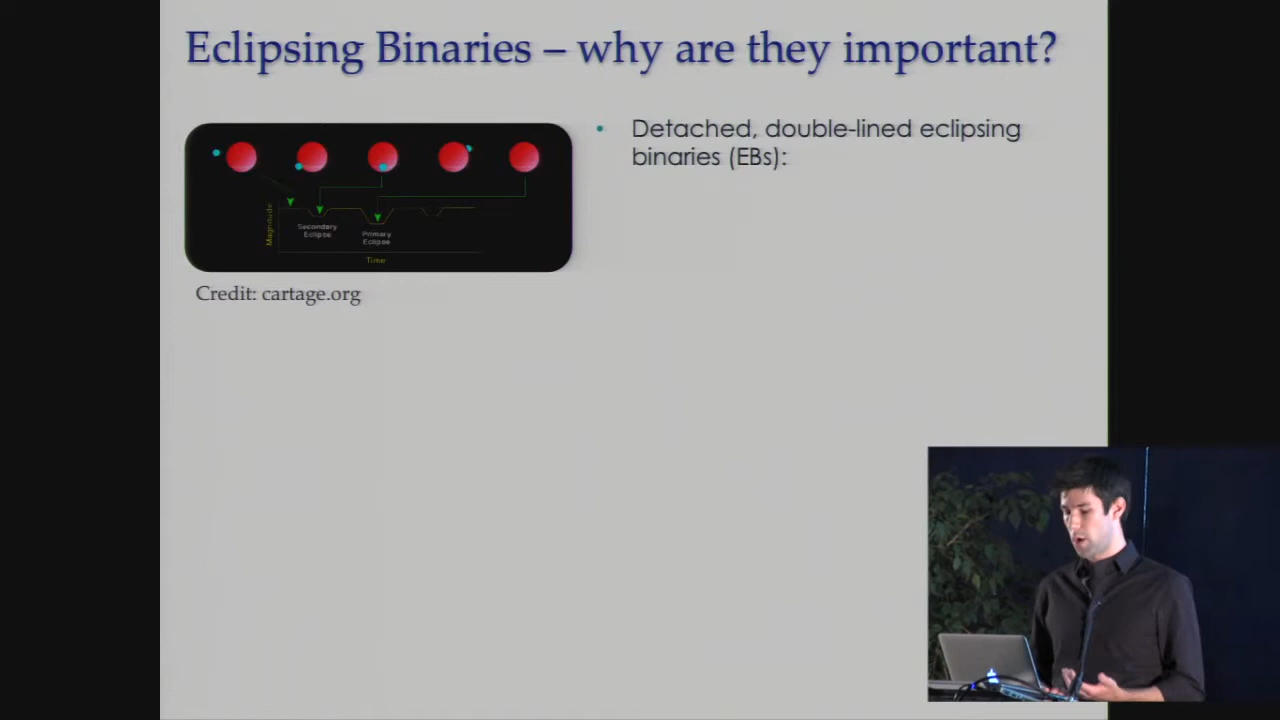 Eclipsing Binaries – why are they important?
• Detached, double-lined eclipsing
binaries (EBs):
Magnitude
Secondary
Eclipse
Primary
Eclipse
Time
Credit: cartage.org